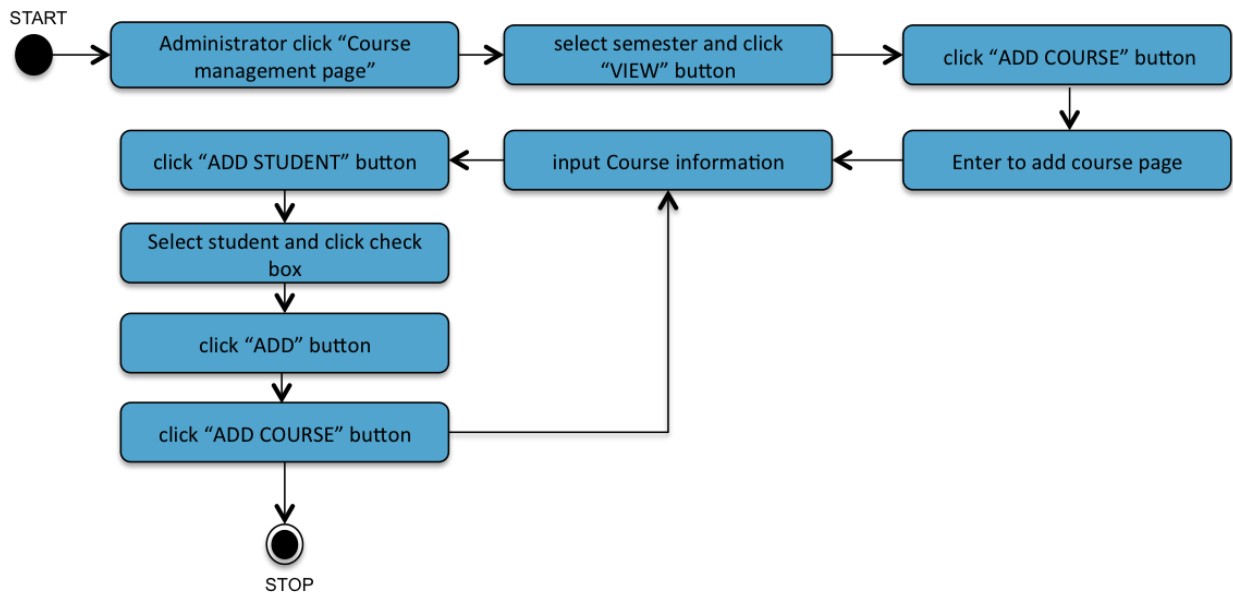 START
Administrator click “Course
management page”
select semester and click
“VIEW” button
click “ADD COURSE” button
Enter to add course page
input Course information
click “ADD STUDENT” button
Select student and click check
box
click “ADD” button
click “ADD COURSE” button
STOP